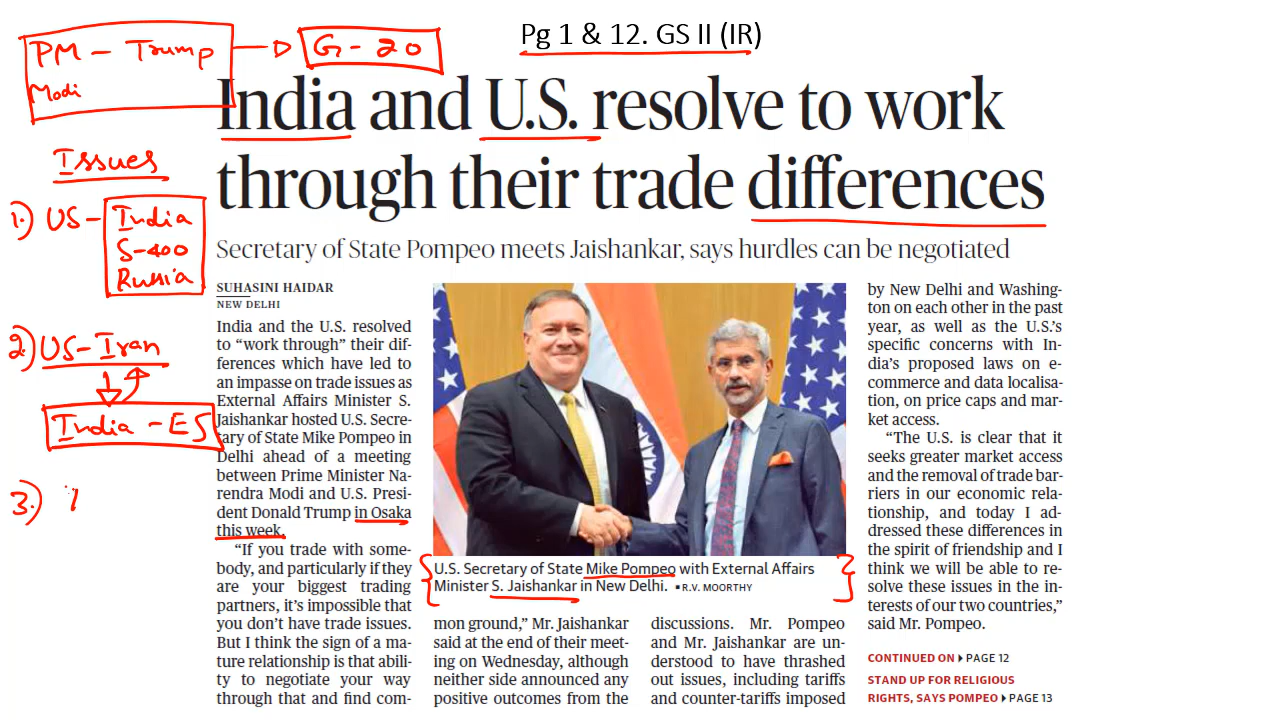 Pg 1 & 12. GS II (IR)
PM - Trump
Modi
G-20
India and U.S. resolve to work
through their trade differences
Secretary of State Pompeo meets Jaishankar, says hurdles can be negotiated
Issues
1.) US - India
S-400
Russia
2.) US-Iran
India - ES
3.)
SUHASINI HAIDAR
NEW DELHI
India and the U.S. resolved
to “work through” their dif-
ferences which have led to
an impasse on trade issues as
External Affairs Minister S.
Jaishankar hosted U.S. Secre-
tary of State Mike Pompeo in
Delhi ahead of a meeting
between Prime Minister Na-
rendra Modi and U.S. Presi-
dent Donald Trump in Osaka
this week.
“If you trade with some-
body, and particularly if they
are your biggest trading
partners, it’s impossible that
you don’t have trade issues.
But I think the sign of a ma-
ture relationship is that abili-
ty to negotiate your way
through that and find com-
U.S. Secretary of State Mike Pompeo with External Affairs
Minister S. Jaishankar in New Delhi. ▪ R.V. MOORTHY
mon ground,” Mr. Jaishankar
said at the end of their meet-
ing on Wednesday, although
neither side announced any
positive outcomes from the
discussions. Mr. Pompeo
and Mr. Jaishankar are un-
derstood to have thrashed
out issues, including tariffs
and counter-tariffs imposed
by New Delhi and Washing-
ton on each other in the past
year, as well as the U.S.’s
specific concerns with In-
dia’s proposed laws on e-
commerce and data localisa-
tion, on price caps and mar-
ket access.
“The U.S. is clear that it
seeks greater market access
and the removal of trade bar-
riers in our economic rela-
tionship, and today I ad-
dressed these differences in
the spirit of friendship and I
think we will be able to re-
solve these issues in the in-
terests of our two countries,”
said Mr. Pompeo.
CONTINUED ON ▸ PAGE 12
STAND UP FOR RELIGIOUS
RIGHTS, SAYS POMPEO ▸ PAGE 13